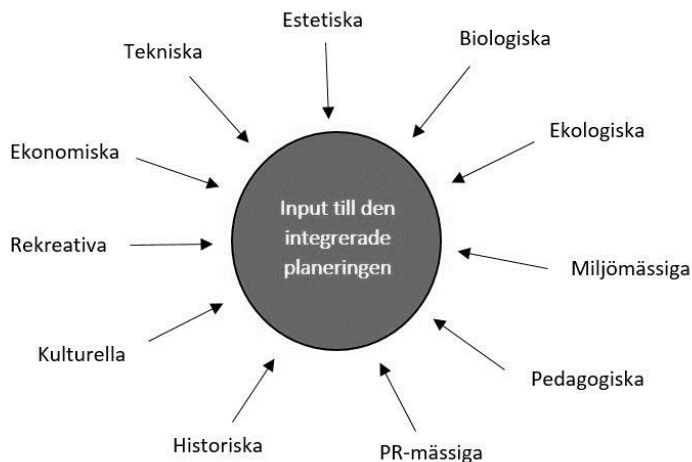 Estetiska
Biologiska
Tekniska
Ekologiska
Ekonomiska
Input till den
integrerade
planeringen
Rekreativa
Miljömässiga
Kulturella
Pedagogiska
Historiska
PR-mässiga